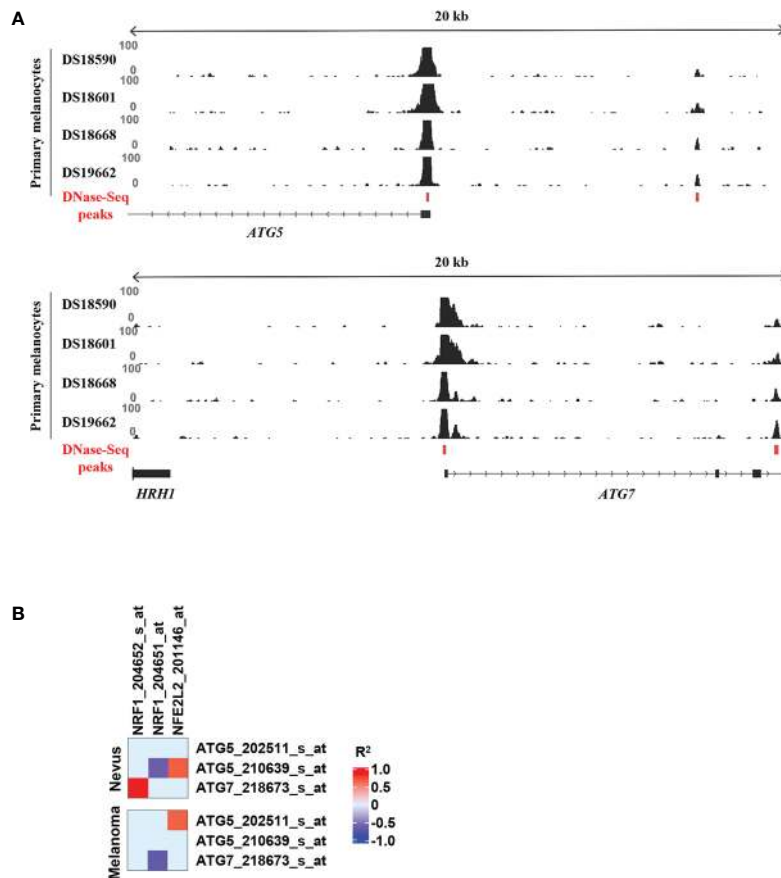 A
20 kb
Primary melanocytes
DS18590
100
0
DS18601
100
0
DS18668
100
0
DS19662
100
0
DNase-Seq
peaks
ATG5
20 kb
Primary melanocytes
DS18590
100
0
DS18601
100
0
DS18668
100
0
DS19662
100
0
DNase-Seq
peaks
HRH1
ATG7
B
NRF1_204652_s_at
NRF1_204651_at
NFE2L2_201146_at
Nevus
ATG5_202511_s_at
ATG5_210639_s_at
ATG7_218673_s_at
Melanoma
ATG5_202511_s_at
ATG5_210639_s_at
ATG7_218673_s_at
R²
1.0
0.5
0
-0.5
-1.0